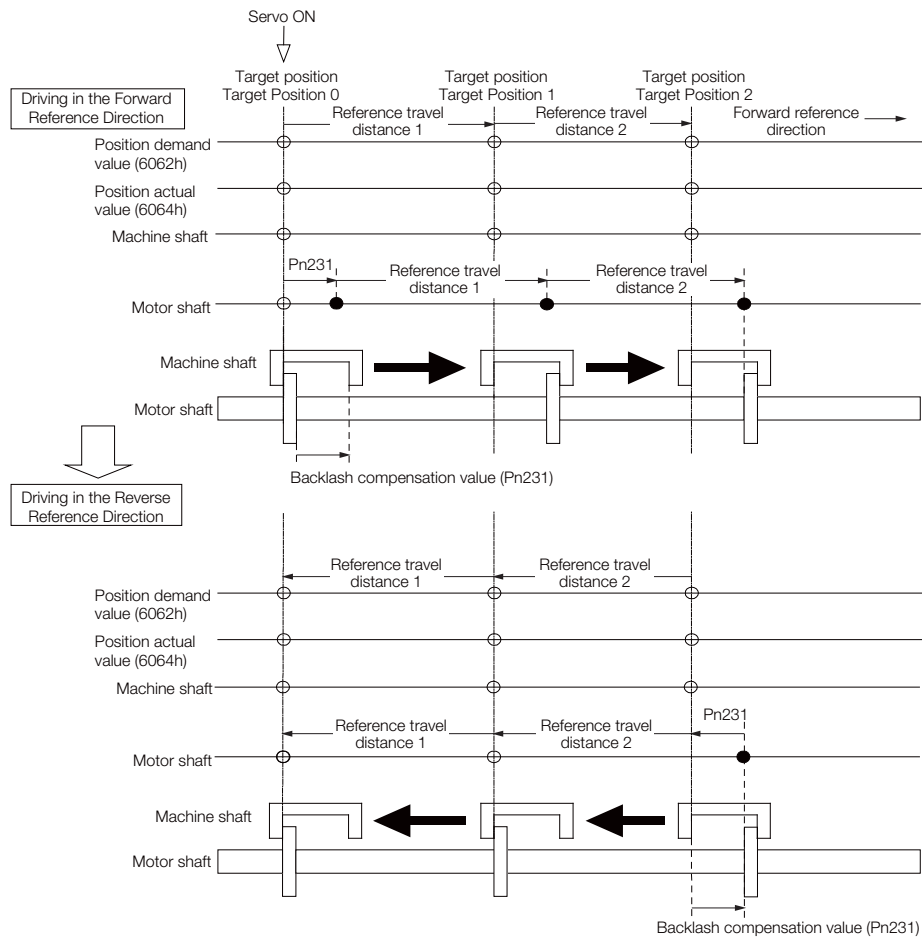 Servo ON
Target position
Target Position 0
Target position
Target Position 1
Target position
Target Position 2
Driving in the Forward
Reference Direction
Reference travel
distance 1
Reference travel
distance 2
Forward reference
direction
Position demand
value (6062h)
Position actual
value (6064h)
Machine shaft
Pn231
Reference travel
distance 1
Reference travel
distance 2
Motor shaft
Machine shaft
Motor shaft
Backlash compensation value (Pn231)
Driving in the Reverse
Reference Direction
Reference travel
distance 1
Reference travel
distance 2
Position demand
value (6062h)
Position actual
value (6064h)
Machine shaft
Reference travel
distance 1
Reference travel
distance 2
Pn231
Motor shaft
Machine shaft
Motor shaft
Backlash compensation value (Pn231)